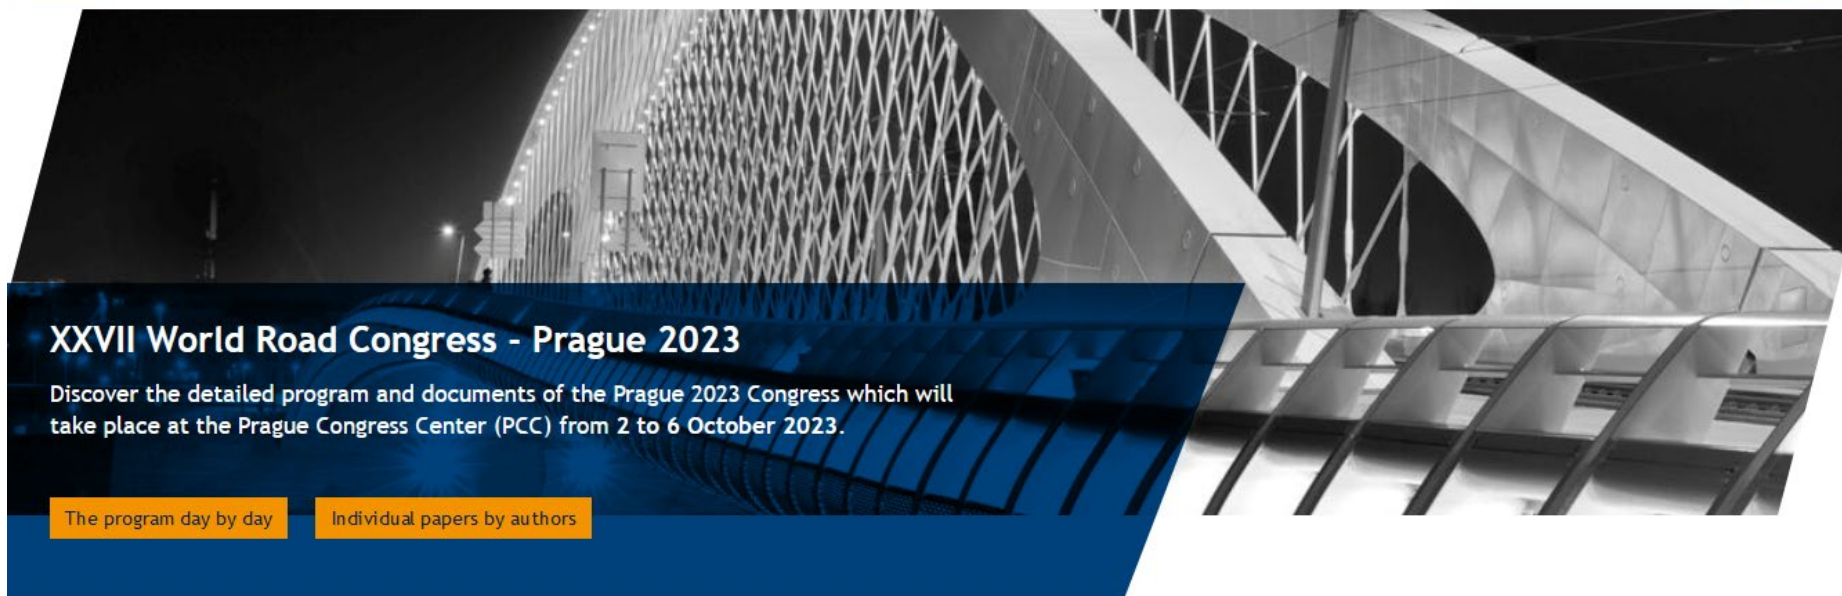 XXVII World Road Congress - Prague 2023
Discover the detailed program and documents of the Prague 2023 Congress which will
take place at the Prague Congress Center (PCC) from 2 to 6 October 2023.
The program day by day
Individual papers by authors